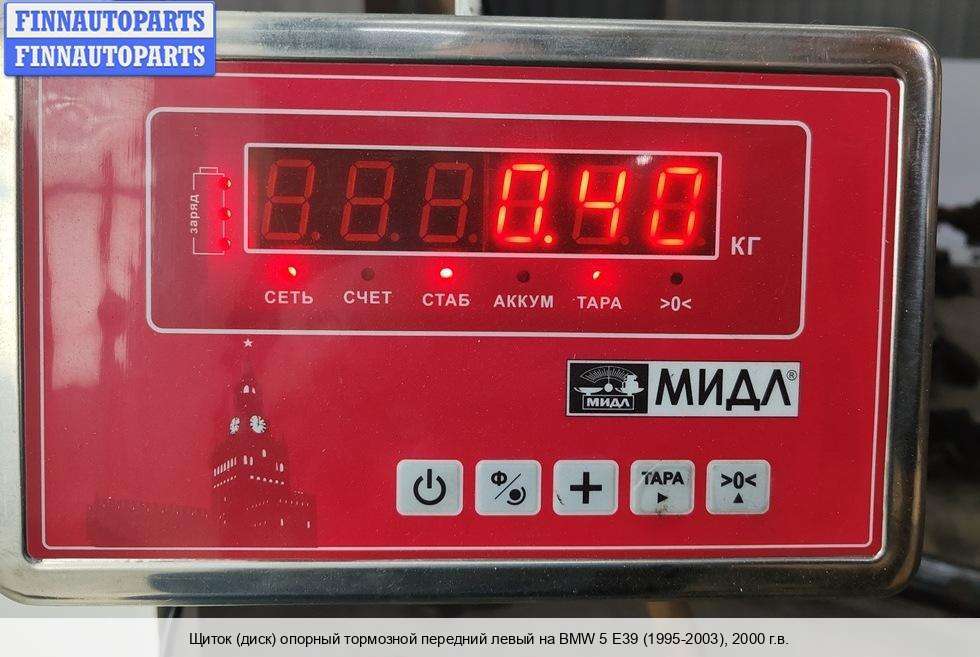 FINNAUTOPARTS
FINNAUTOPARTS
заряд
0.40
КГ
СЕТЬ СЧЕТ СТАБ АККУМ ТАРА >0<
МИДЛ МИДЛ®
Ф ТАРА >0<
Щиток (диск) опорный тормозной передний левый на BMW 5 E39 (1995-2003), 2000 г.в.